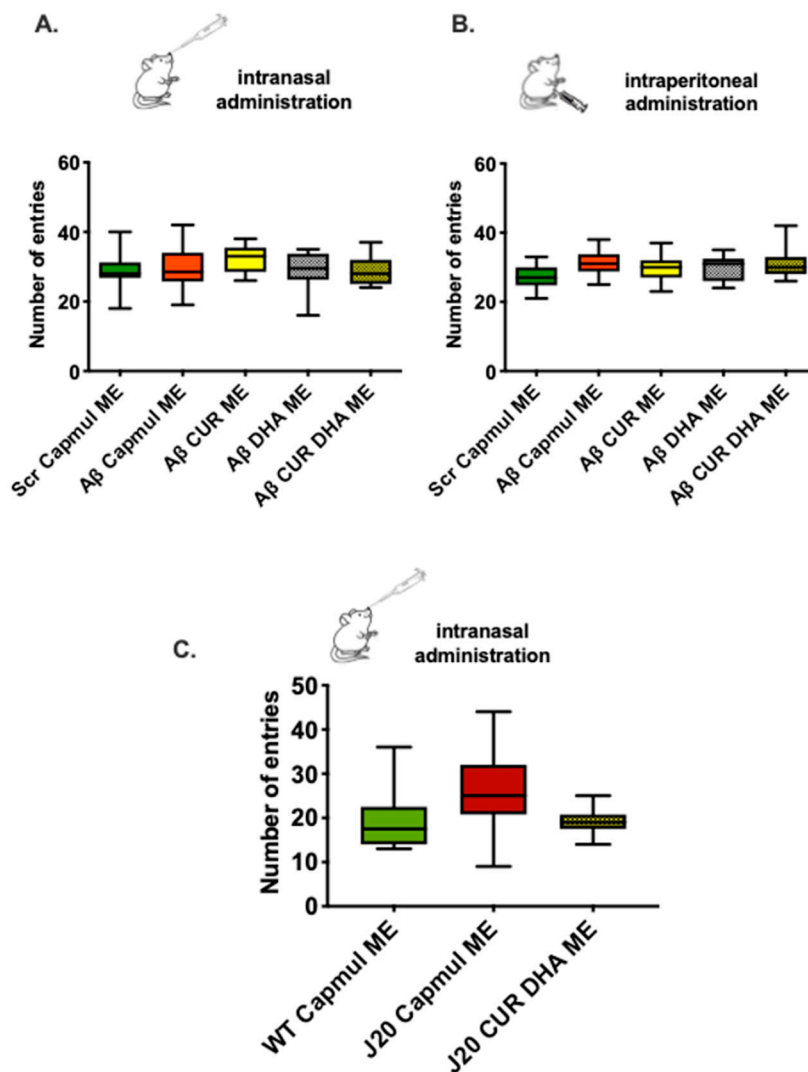 A.
intranasal
administration
Number of entries
60
40
20
0
Scr Capmul ME
Aβ Capmul ME
Aβ CUR ME
Aβ DHA ME
Aβ CUR DHA ME
B.
intraperitoneal
administration
Number of entries
60
40
20
0
Scr Capmul ME
Aβ Capmul ME
Aβ CUR ME
Aβ DHA ME
Aβ CUR DHA ME
C.
intranasal
administration
Number of entries
50
40
30
20
10
0
WT Capmul ME
J20 Capmul ME
J20 CUR DHA ME